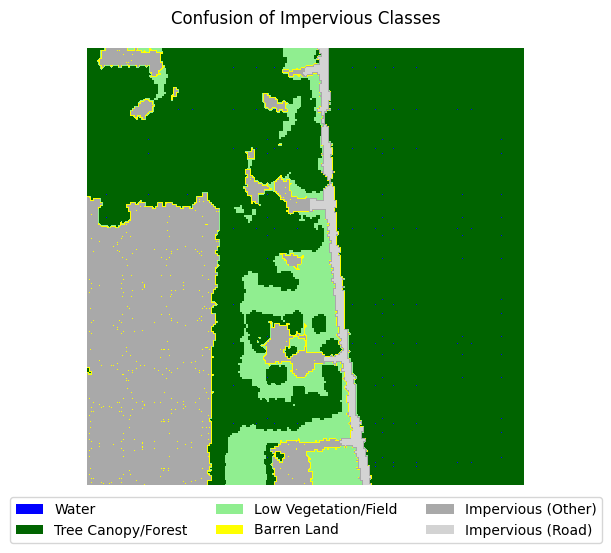 Confusion of Impervious Classes
Water
Tree Canopy/Forest
Low Vegetation/Field
Barren Land
Impervious (Other)
Impervious (Road)